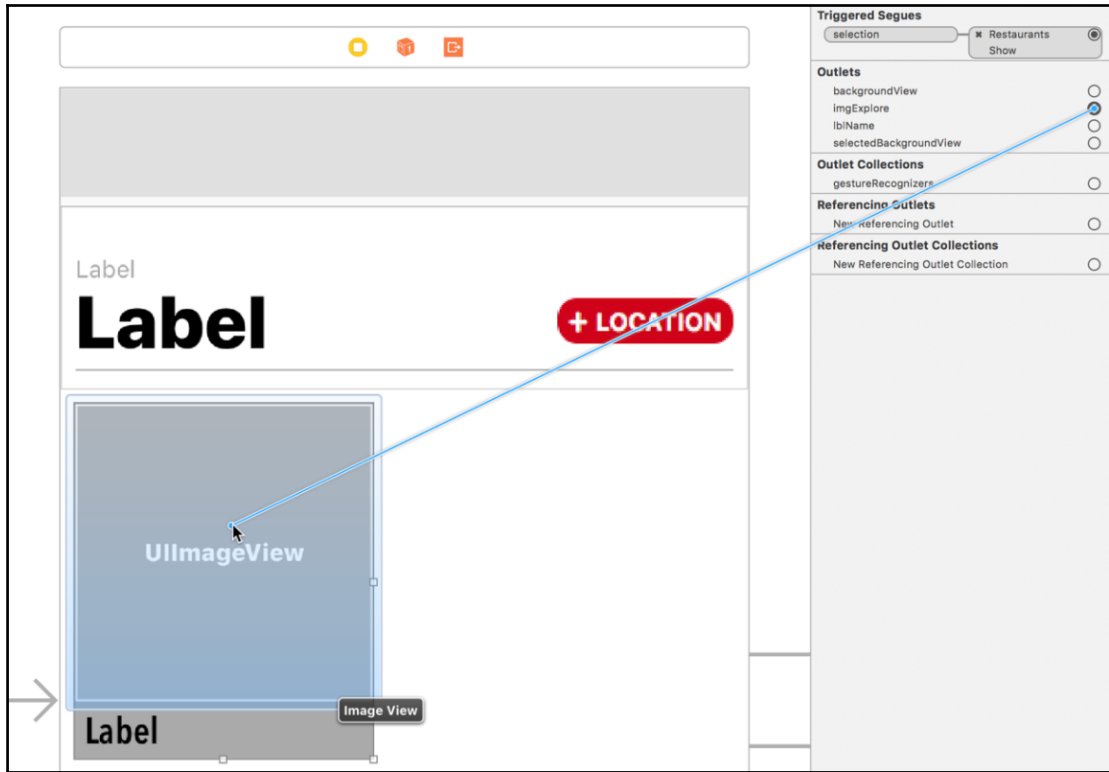 Triggered Segues
selection
✖ Restaurants
Show
Outlets
backgroundView
imgExplore
lblName
selectedBackgroundView
Outlet Collections
gestureRecognizers
Referencing Outlets
New Referencing Outlet
Referencing Outlet Collections
New Referencing Outlet Collection
Label
Label
+ LOCATION
UIImageView
Image View
Label